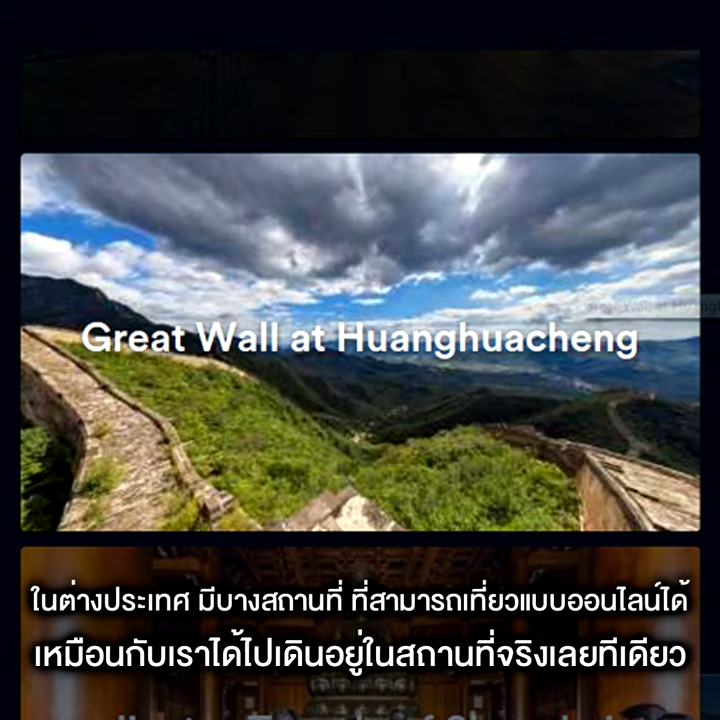 Great Wall at Huanghuacheng
ในต่างประเทศ มีบางสถานที่ ที่สามารถเที่ยวแบบออนไลน์ได้
เหมือนกับเราได้ไปเดินอยู่ในสถานที่จริงเลยทีเดียว